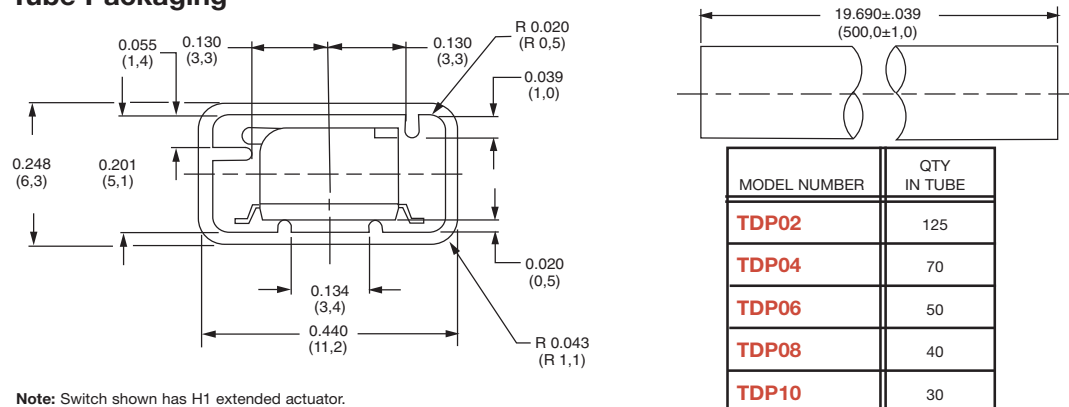 Tube Packaging
0.055
(1,4)
0.130
(3,3)
0.130
(3,3)
R 0.020
(R 0,5)
0.039
(1,0)
0.248
(6,3)
0.201
(5,1)
0.020
(0,5)
0.134
(3,4)
0.440
(11,2)
R 0.043
(R 1,1)
Note: Switch shown has H1 extended actuator.
19.690±.039
(500,0±1,0)
MODEL NUMBER
QTY
IN TUBE
TDP02 125
TDP04 70
TDP06 50
TDP08 40
TDP10 30